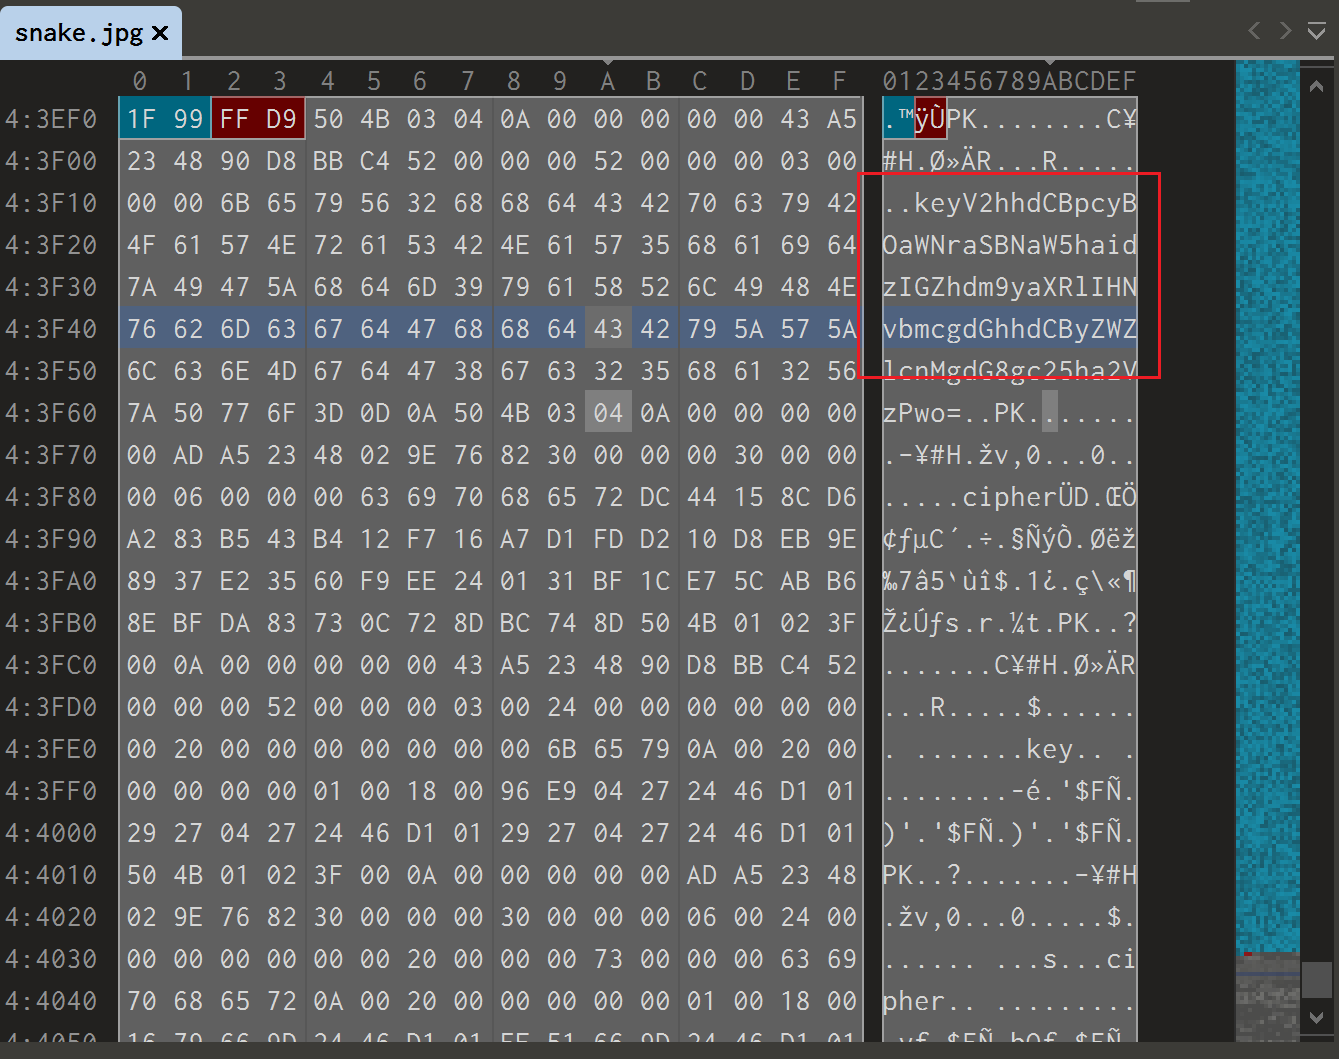 snake.jpg ×
0 1 2 3 4 5 6 7 8 9 A B C D E F 0123456789ABCDEF
4:3EF0 1F 99 FF D9 50 4B 03 04 0A 00 00 00 00 00 43 A5 .™ÿÙPK........C¥
4:3F00 23 48 90 D8 BB C4 52 00 00 00 52 00 00 00 03 00 #H.Ø»ÄR...R.....
4:3F10 00 00 6B 65 79 56 32 68 68 64 43 42 70 63 79 42 ..keyV2hhdCBpcyB
4:3F20 4F 61 57 4E 72 61 53 42 4E 61 57 35 68 61 69 64 OaWNraSBNaW5haid
4:3F30 7A 49 47 5A 68 64 6D 39 79 61 58 52 6C 49 48 4E zIGZhdm9yaXRlIHN
4:3F40 76 62 6D 63 67 64 47 68 68 64 43 42 79 5A 57 5A vbmcgdGhhdCByZWZ
4:3F50 6C 63 6E 4D 67 64 47 38 67 63 32 35 68 61 32 56 lcnMgdG8gc25ha2V
4:3F60 7A 50 77 6F 3D 0D 0A 50 4B 03 04 0A 00 00 00 00 zPwo=..PK.......
4:3F70 00 AD A5 23 48 02 9E 76 82 30 00 00 00 30 00 00 .-¥#H.žv‚0...0..
4:3F80 00 06 00 00 00 63 69 70 68 65 72 DC 44 15 8C D6 .....cipherÜD.ŒÖ
4:3F90 A2 83 B5 43 B4 12 F7 16 A7 D1 FD D2 10 D8 EB 9E ¢ƒµC´.÷.§ÑýÒ.Øëž
4:3FA0 89 37 E2 35 60 F9 EE 24 01 31 BF 1C E7 5C AB B6 ‰7â5`ùî$.1¿.ç\«¶
4:3FB0 8E BF DA 83 73 0C 72 8D BC 74 8D 50 4B 01 02 3F Ž¿Úƒs.r.¼t.PK..?
4:3FC0 00 0A 00 00 00 00 00 43 A5 23 48 90 D8 BB C4 52 .......C¥#H.Ø»ÄR
4:3FD0 00 00 00 52 00 00 00 03 00 24 00 00 00 00 00 00 ...R.....$......
4:3FE0 00 20 00 00 00 00 00 00 00 6B 65 79 0A 00 20 00 . .......key.. .
4:3FF0 00 00 00 00 01 00 18 00 96 E9 04 27 24 46 D1 01 ........–é.'$FÑ.
4:4000 29 27 04 27 24 46 D1 01 29 27 04 27 24 46 D1 01 )'.'$FÑ.)'.'$FÑ.
4:4010 50 4B 01 02 3F 00 0A 00 00 00 00 00 AD A5 23 48 PK..?.......-¥#H
4:4020 02 9E 76 82 30 00 00 00 30 00 00 00 06 00 24 00 .žv‚0...0.....$.
4:4030 00 00 00 00 00 00 20 00 00 00 73 00 00 00 63 69 ...... ...s...ci
4:4040 70 68 65 72 0A 00 20 00 00 00 00 00 01 00 18 00 pher.. .........